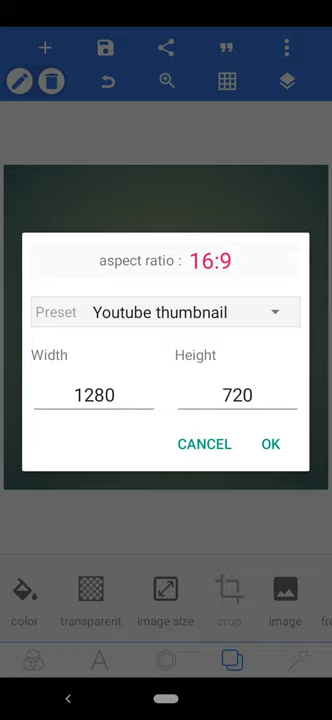 aspect ratio : 16:9
Preset Youtube thumbnail
Width Height
1280 720
CANCEL OK
color transparent image size crop image fr